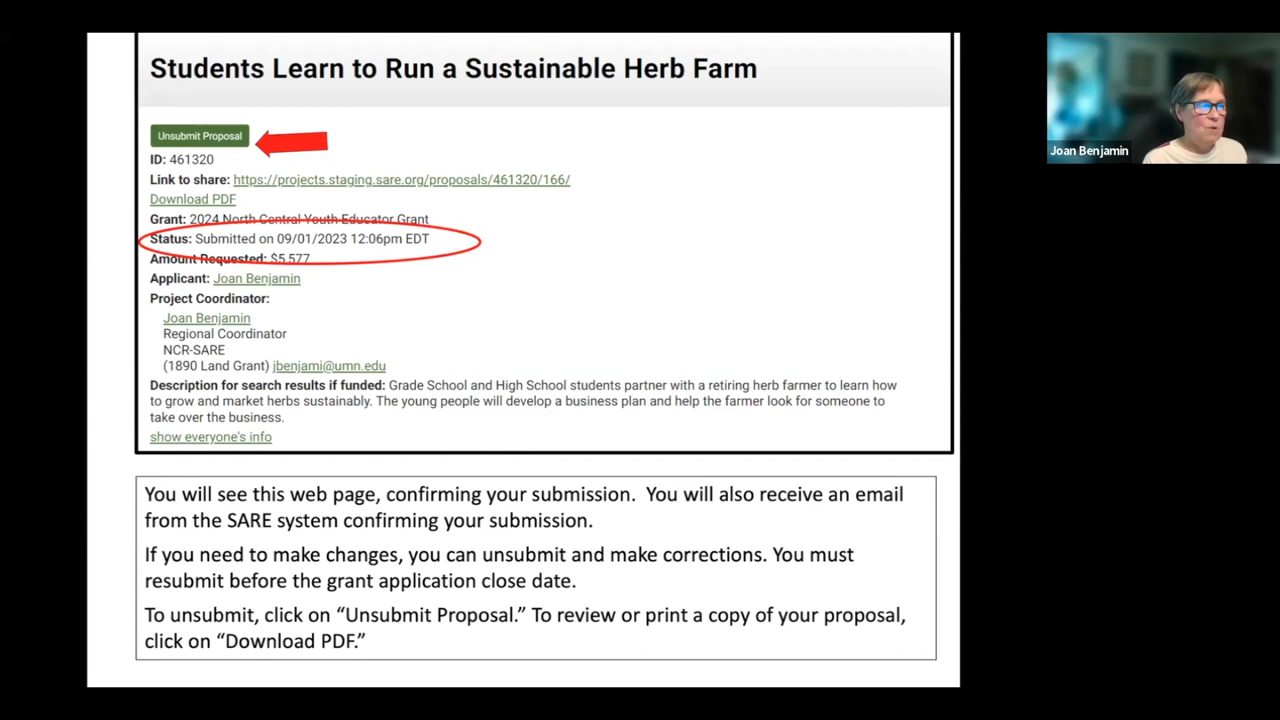 Students Learn to Run a Sustainable Herb Farm
Unsubmit Proposal
ID: 461320
Link to share: https://projects.staging.sare.org/proposals/461320/166/
Download PDF
Grant: 2024 North Central Youth Educator Grant
Status: Submitted on 09/01/2023 12:06pm EDT
Amount Requested: $5,577
Applicant: Joan Benjamin
Project Coordinator:
Joan Benjamin
Regional Coordinator
NCR-SARE
(1890 Land Grant) jbenjami@umn.edu
Description for search results if funded: Grade School and High School students partner with a retiring herb farmer to learn how
to grow and market herbs sustainably. The young people will develop a business plan and help the farmer look for someone to
take over the business.
show everyone's info
You will see this web page, confirming your submission. You will also receive an email
from the SARE system confirming your submission.
If you need to make changes, you can unsubmit and make corrections. You must
resubmit before the grant application close date.
To unsubmit, click on “Unsubmit Proposal.” To review or print a copy of your proposal,
click on “Download PDF.”
Joan Benjamin